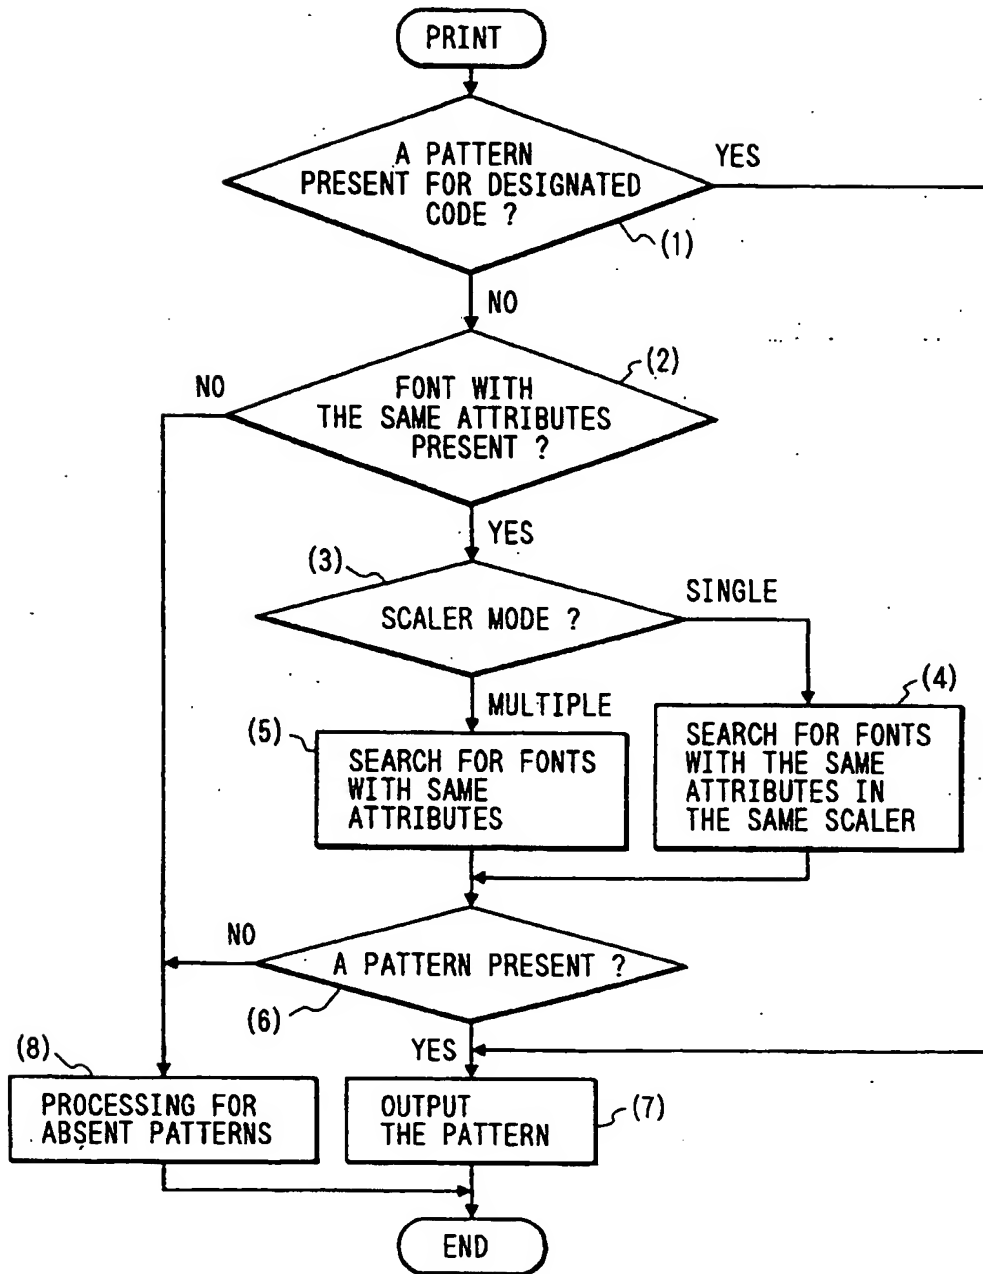 PRINT
A PATTERN
PRESENT FOR DESIGNATED
CODE ?
YES
(1)
NO
(2)
NO
FONT WITH
THE SAME ATTRIBUTES
PRESENT ?
YES
(3)
SCALER MODE ?
SINGLE
MULTIPLE
(4)
(5)
SEARCH FOR FONTS
WITH SAME
ATTRIBUTES
SEARCH FOR FONTS
WITH THE SAME
ATTRIBUTES IN
THE SAME SCALER
NO
A PATTERN PRESENT ?
(6)
YES
(8)
PROCESSING FOR
ABSENT PATTERNS
OUTPUT
THE PATTERN
(7)
END